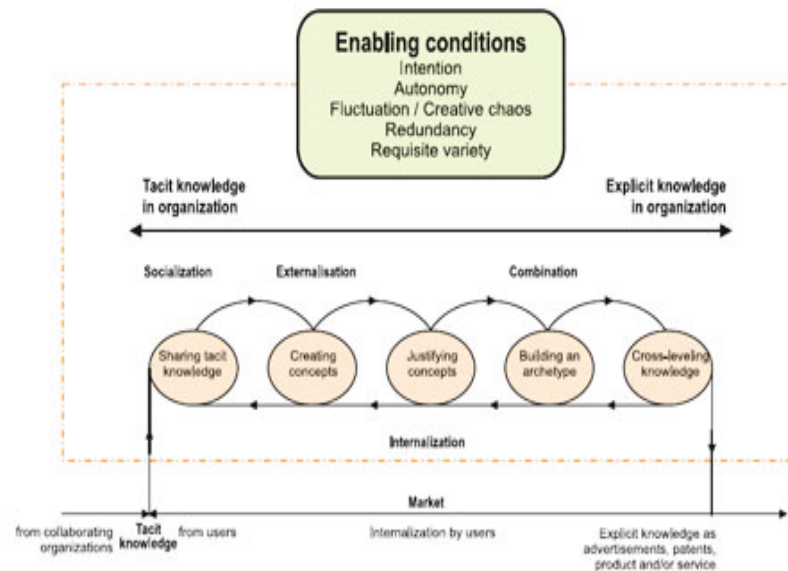 Enabling conditions
Intention
Autonomy
Fluctuation / Creative chaos
Redundancy
Requisite variety
Tacit knowledge
in organization
Explicit knowledge
in organization
Socialization
Externalisation
Combination
Sharing tacit
knowledge
Creating
concepts
Justifying
concepts
Building an
archetype
Cross-leveling
knowledge
Internalization
Market
from collaborating
organizations
Tacit
knowledge
from users
Internalization by users
Explicit knowledge as
advertisements, patents,
product and/or service